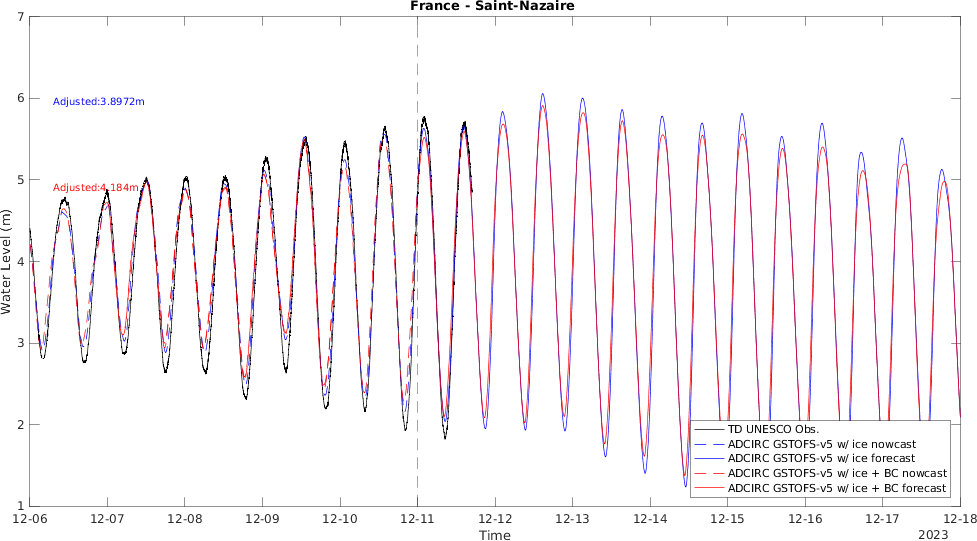 France - Saint-Nazaire
Water Level (m)
7
6
5
4
3
2
1
Adjusted:3.8972m
Adjusted:4.184m
TD UNESCO Obs.
ADCIRC GSTOFS-v5 w/ ice nowcast
ADCIRC GSTOFS-v5 w/ ice forecast
ADCIRC GSTOFS-v5 w/ ice + BC nowcast
ADCIRC GSTOFS-v5 w/ ice + BC forecast
12-06 12-07 12-08 12-09 12-10 12-11 12-12 12-13 12-14 12-15 12-16 12-17 12-18
Time
2023